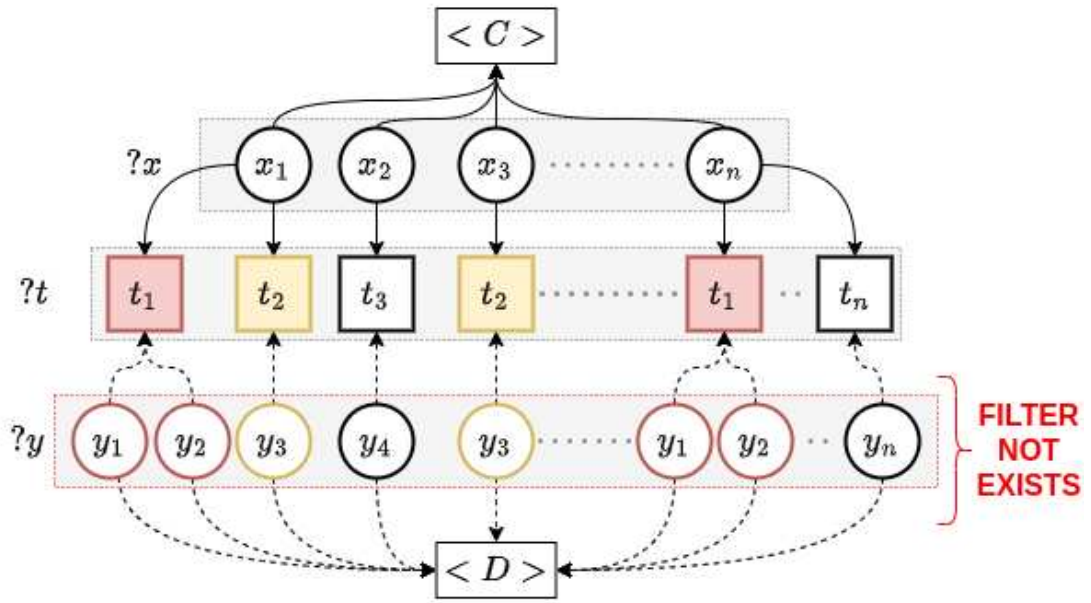 < C >
?x x₁ x₂ x₃ xₙ
?t t₁ t₂ t₃ t₂ t₁ tₙ
?y y₁ y₂ y₃ y₄ y₃ y₁ y₂ yₙ
FILTER
NOT
EXISTS
< D >